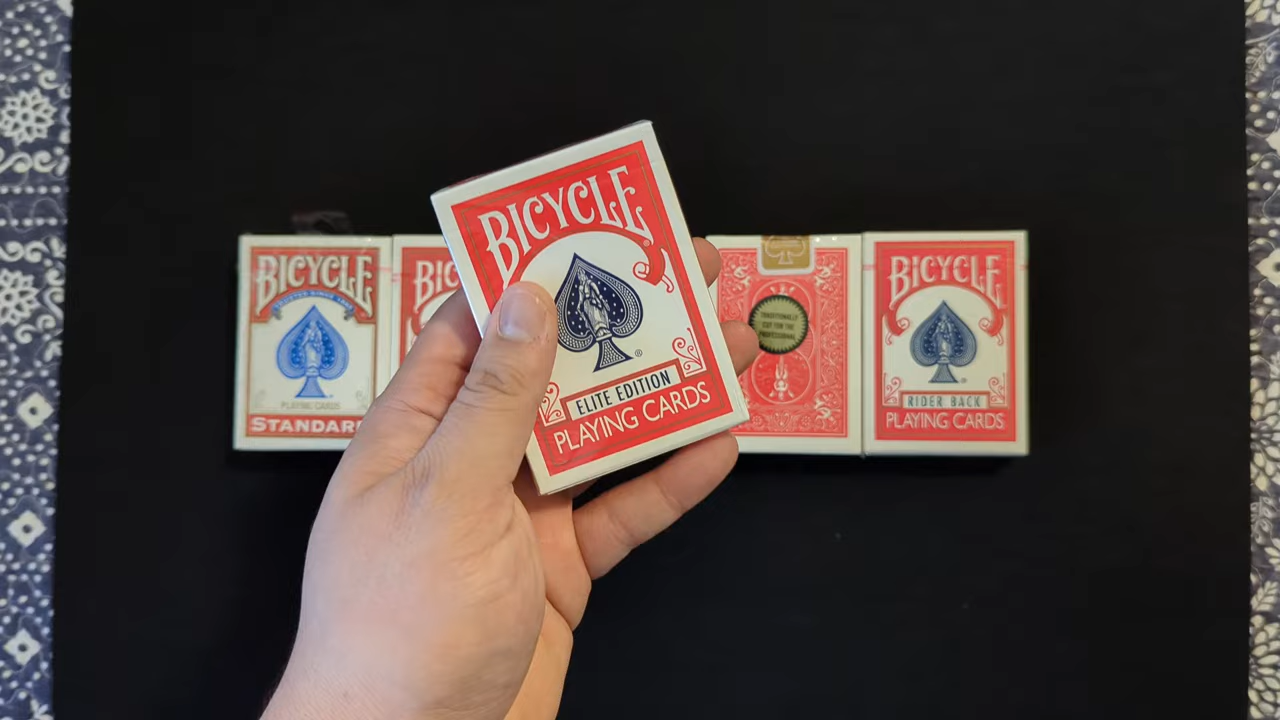 BICYCLE
ELITE EDITION
PLAYING CARDS
BICYCLE
PLAYING CARDS
STANDARD
BIC
TRADITIONALLY
CUT FOR THE
PROFESSIONAL
BICYCLE
RIDER BACK
PLAYING CARDS